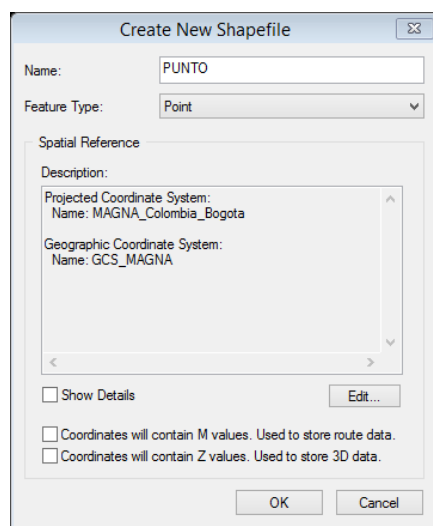 Create New Shapefile
Name: PUNTO
Feature Type: Point
Spatial Reference
Description:
Projected Coordinate System:
Name: MAGNA_Colombia_Bogota
Geographic Coordinate System:
Name: GCS_MAGNA
Show Details
Edit...
Coordinates will contain M values. Used to store route data.
Coordinates will contain Z values. Used to store 3D data.
OK Cancel